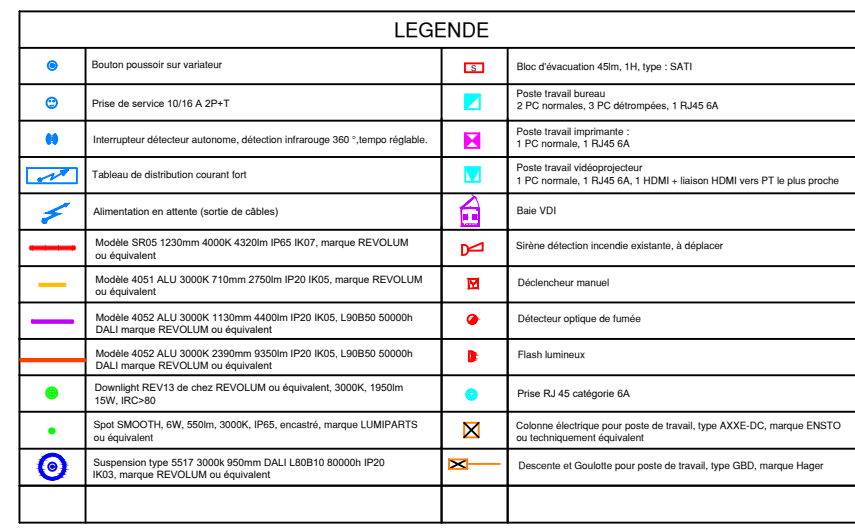 LEGENDE
Bouton poussoir sur variateur
S
Bloc d'évacuation 45lm, 1H, type : SATI
Prise de service 10/16 A 2P+T
Poste travail bureau
2 PC normales, 3 PC détrompées, 1 RJ45 6A
Interrupteur détecteur autonome, détection infrarouge 360 °,tempo réglable.
Poste travail imprimante :
1 PC normale, 1 RJ45 6A
Tableau de distribution courant fort
Poste travail vidéoprojecteur
1 PC normale, 1 RJ45 6A, 1 HDMI + liaison HDMI vers PT le plus proche
Alimentation en attente (sortie de câbles)
Baie VDI
Modèle SR05 1230mm 4000K 4320lm IP65 IK07, marque REVOLUM
ou équivalent
Sirène détection incendie existante, à déplacer
Modèle 4051 ALU 3000K 710mm 2750lm IP20 IK05, marque REVOLUM
ou équivalent
Déclencheur manuel
Modèle 4052 ALU 3000K 1130mm 4400lm IP20 IK05, L90B50 50000h
DALI marque REVOLUM ou équivalent
Détecteur optique de fumée
Modèle 4052 ALU 3000K 2390mm 9350lm IP20 IK05, L90B50 50000h
DALI marque REVOLUM ou équivalent
Flash lumineux
Downlight REV13 de chez REVOLUM ou équivalent, 3000K, 1950lm
15W, IRC>80
Prise RJ 45 catégorie 6A
Spot SMOOTH, 6W, 550lm, 3000K, IP65, encastré, marque LUMIPARTS
ou équivalent
Colonne électrique pour poste de travail, type AXXE-DC, marque ENSTO
ou techniquement équivalent
Suspension type 5517 3000k 950mm DALI L80B10 80000h IP20
IK03, marque REVOLUM ou équivalent
Descente et Goulotte pour poste de travail, type GBD, marque Hager